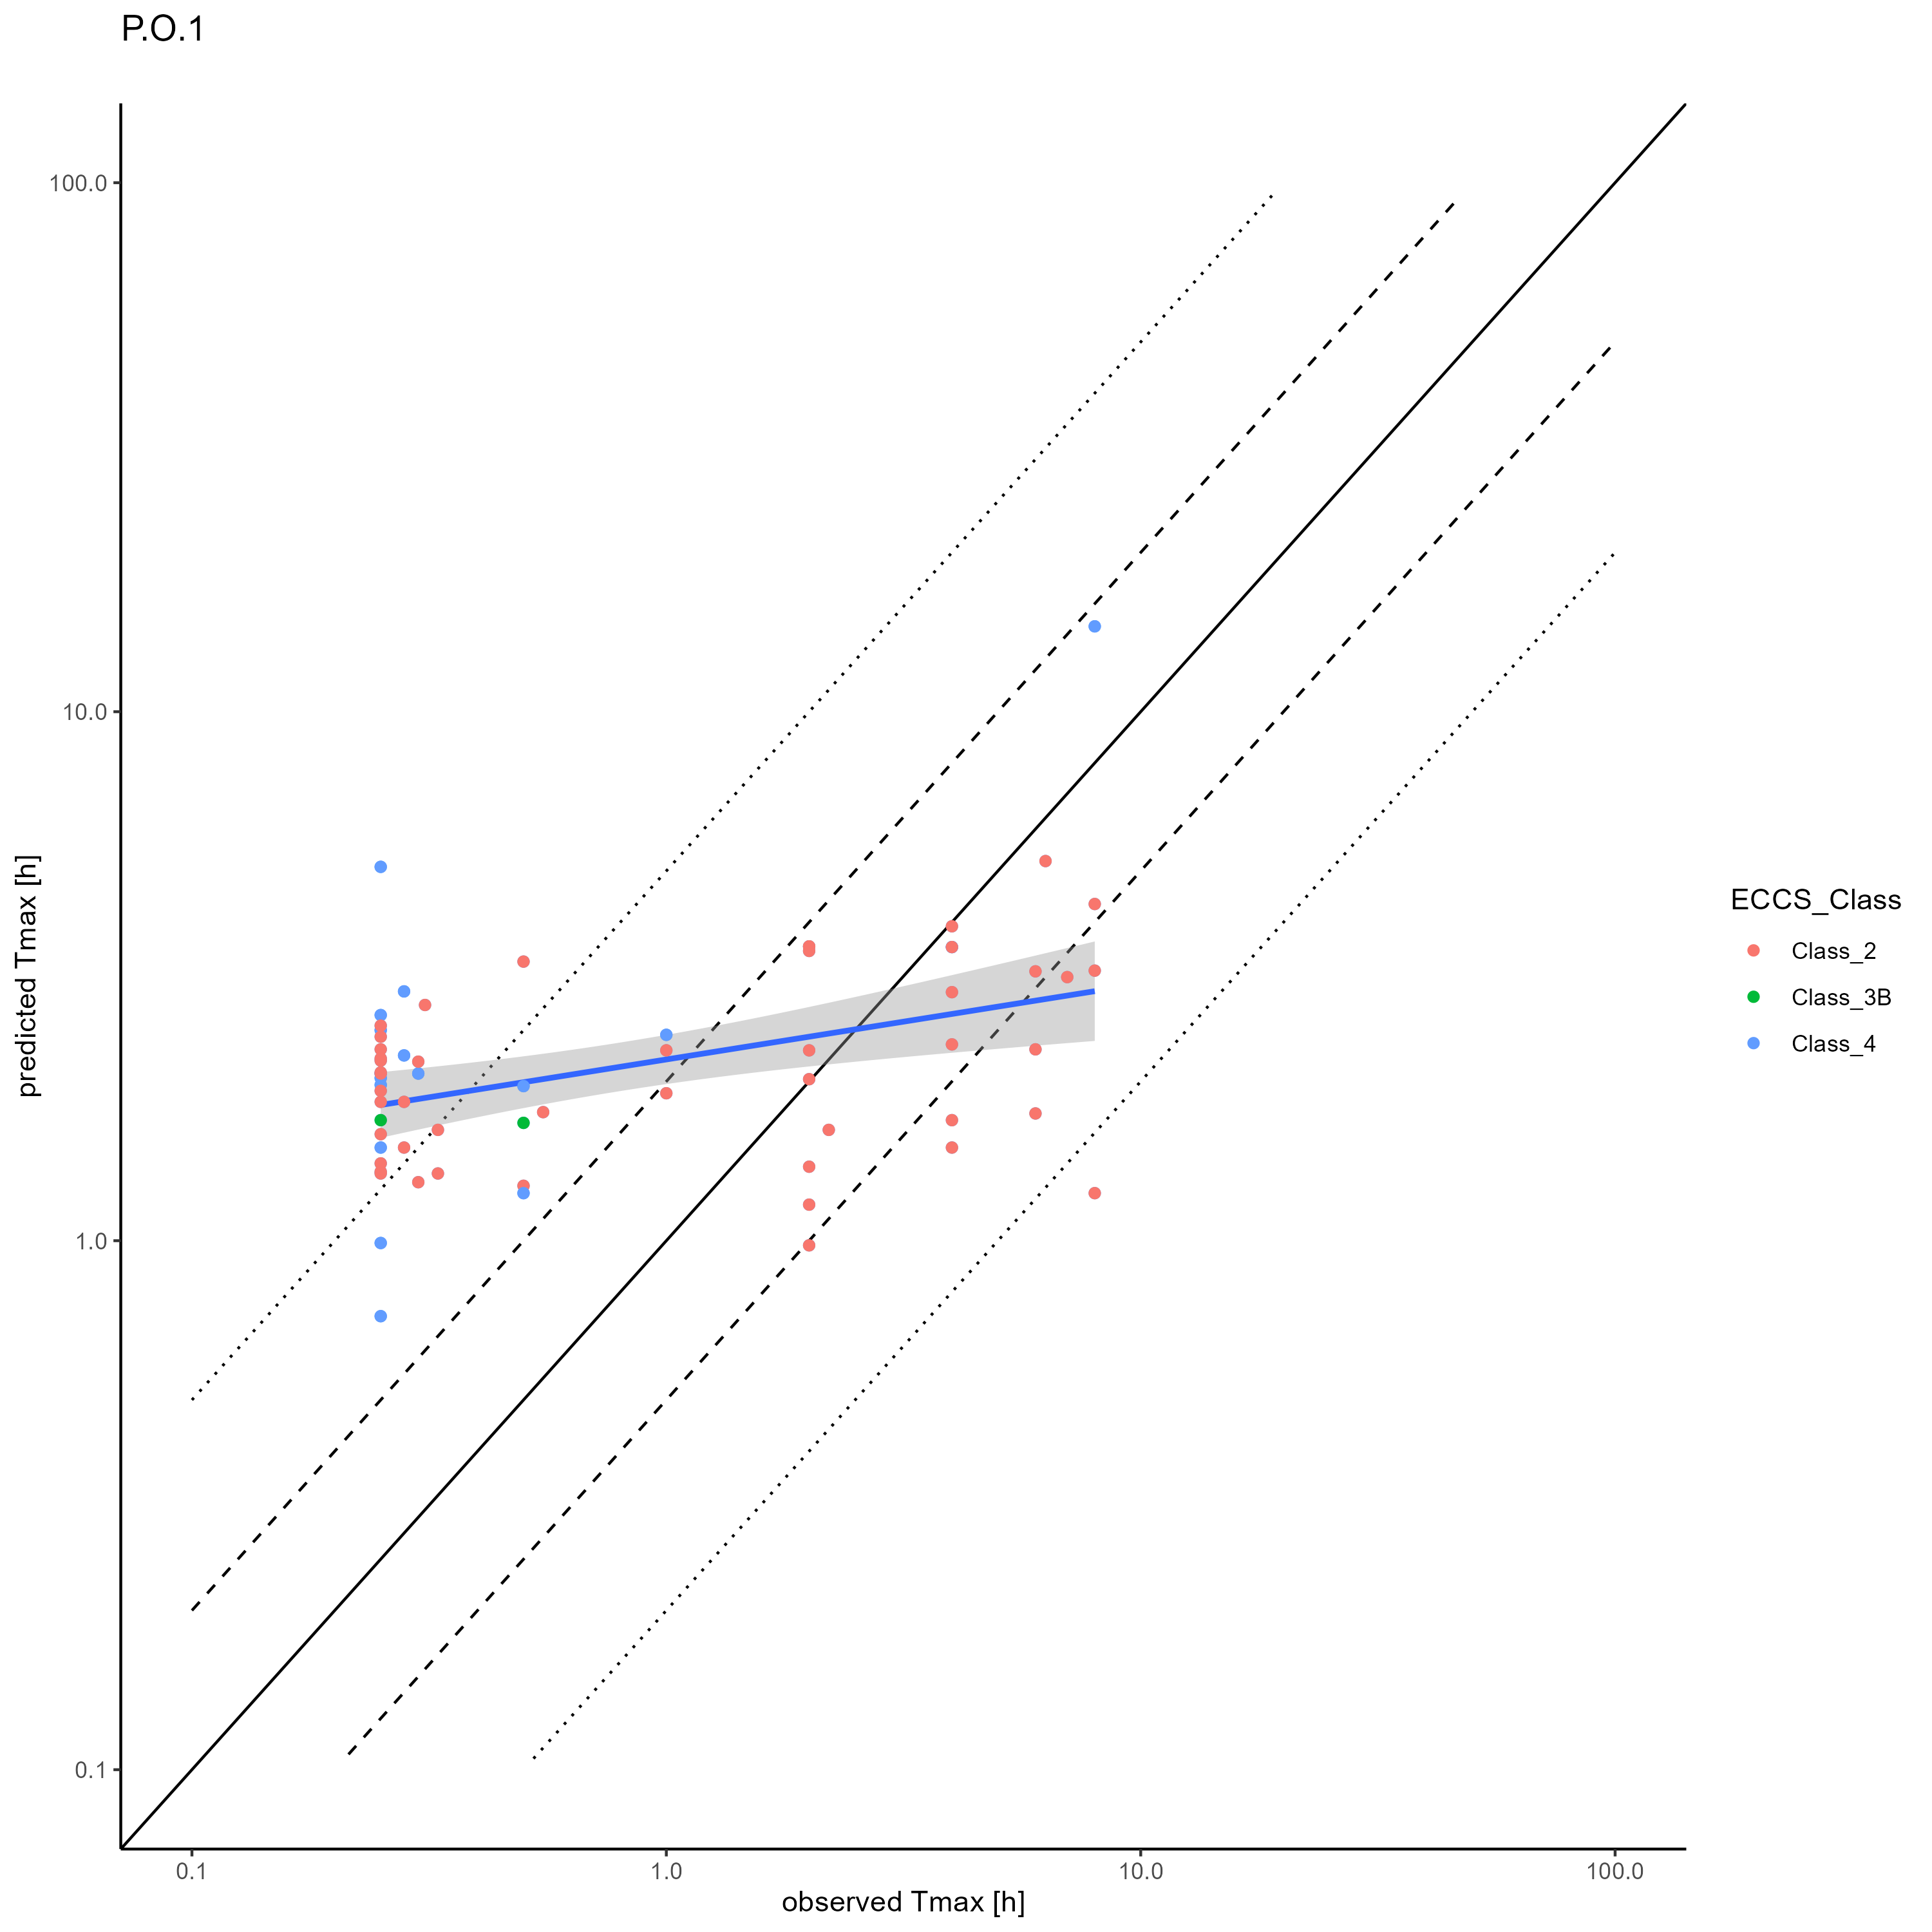 P.O.1
100.0
10.0
1.0
0.1
predicted Tmax [h]
0.1
1.0
10.0
100.0
observed Tmax [h]
ECCS_Class
Class_2
Class_3B
Class_4